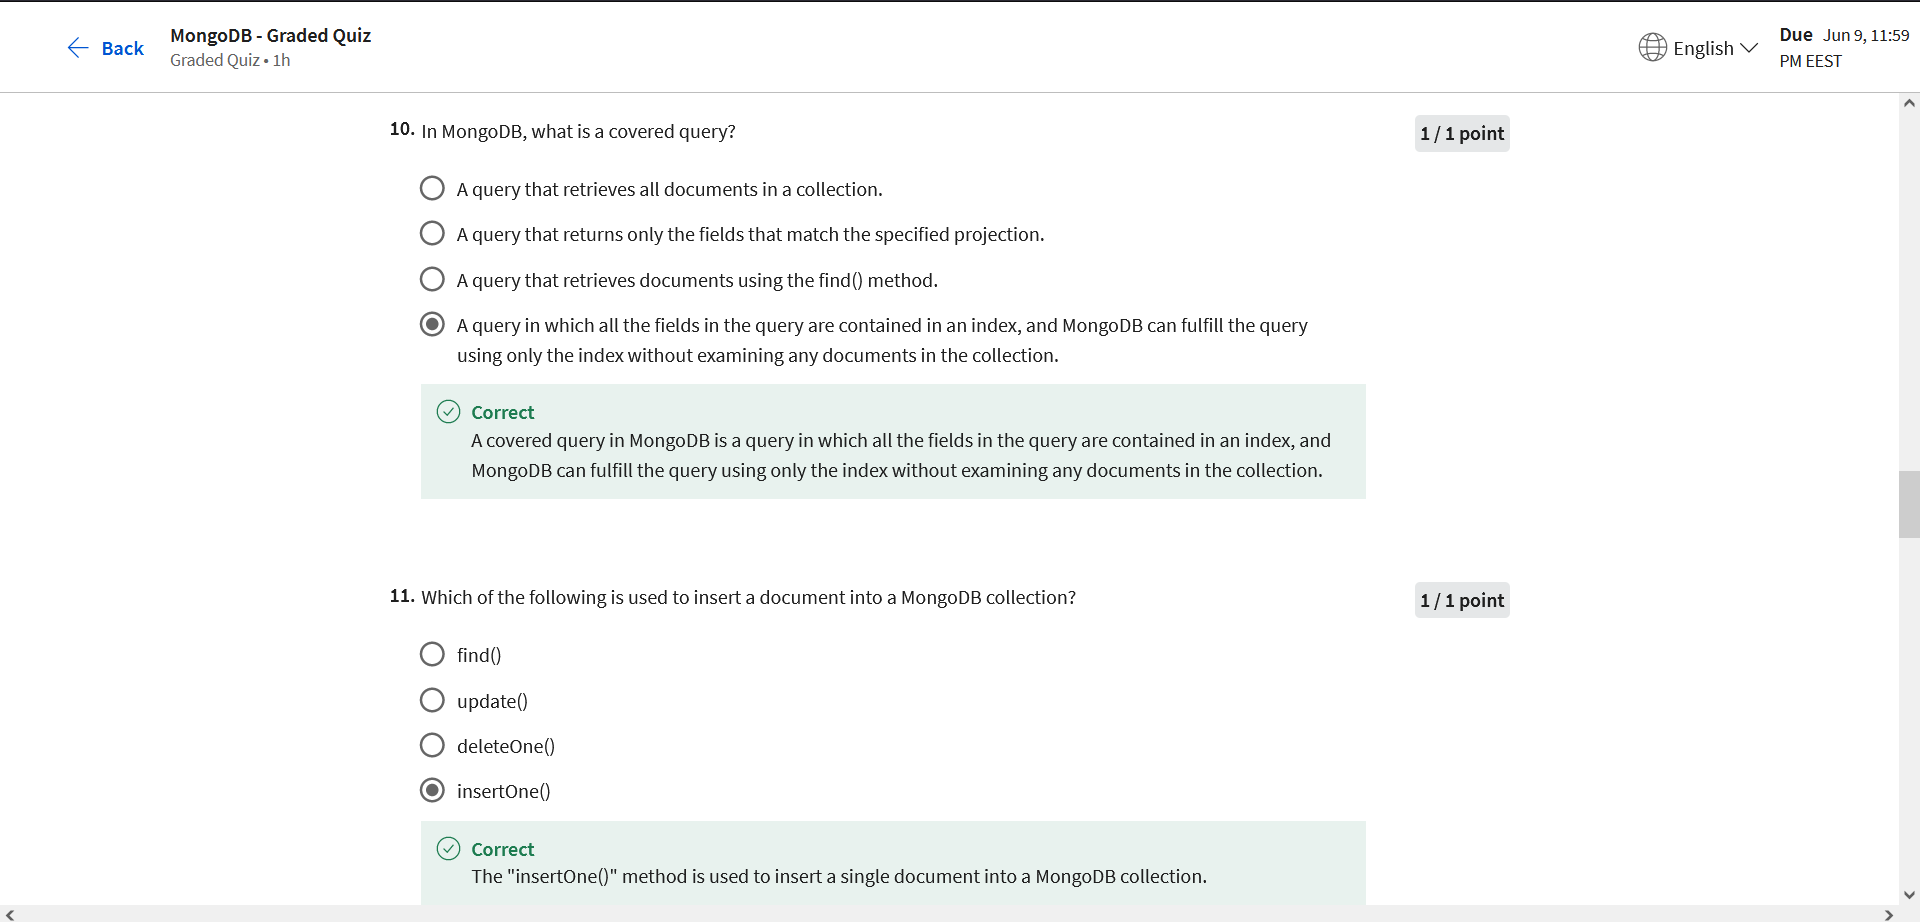 Back
MongoDB - Graded Quiz
Graded Quiz • 1h
English
Due Jun 9, 11:59
PM EEST
10. In MongoDB, what is a covered query?
1 / 1 point
A query that retrieves all documents in a collection.
A query that returns only the fields that match the specified projection.
A query that retrieves documents using the find() method.
A query in which all the fields in the query are contained in an index, and MongoDB can fulfill the query
using only the index without examining any documents in the collection.
Correct
A covered query in MongoDB is a query in which all the fields in the query are contained in an index, and
MongoDB can fulfill the query using only the index without examining any documents in the collection.
11. Which of the following is used to insert a document into a MongoDB collection?
1 / 1 point
find()
update()
deleteOne()
insertOne()
Correct
The "insertOne()" method is used to insert a single document into a MongoDB collection.